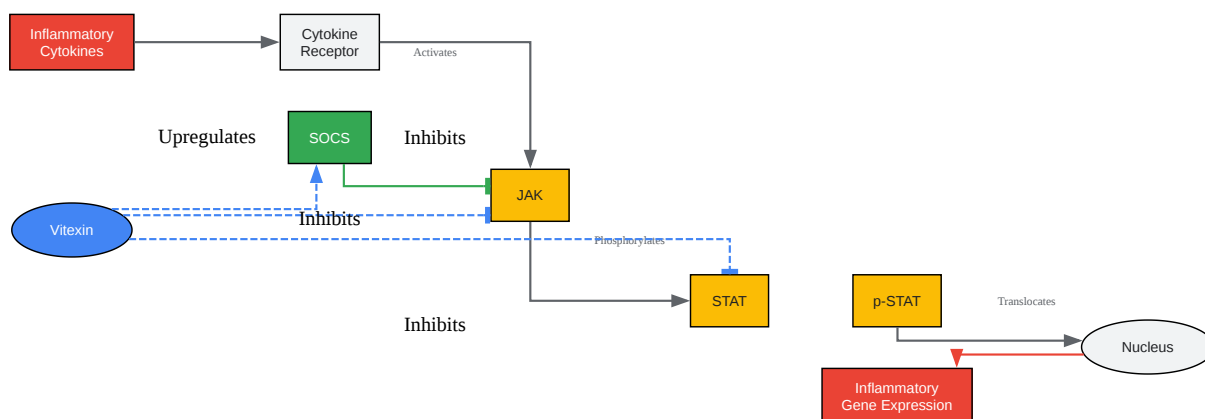 Inflammatory
Cytokines
Cytokine
Receptor
Activates
Upregulates
SOCS
Inhibits
JAK
Inhibits
Vitexin
Phosphorylates
STAT
p-STAT
Translocates
Inhibits
Nucleus
Inflammatory
Gene Expression